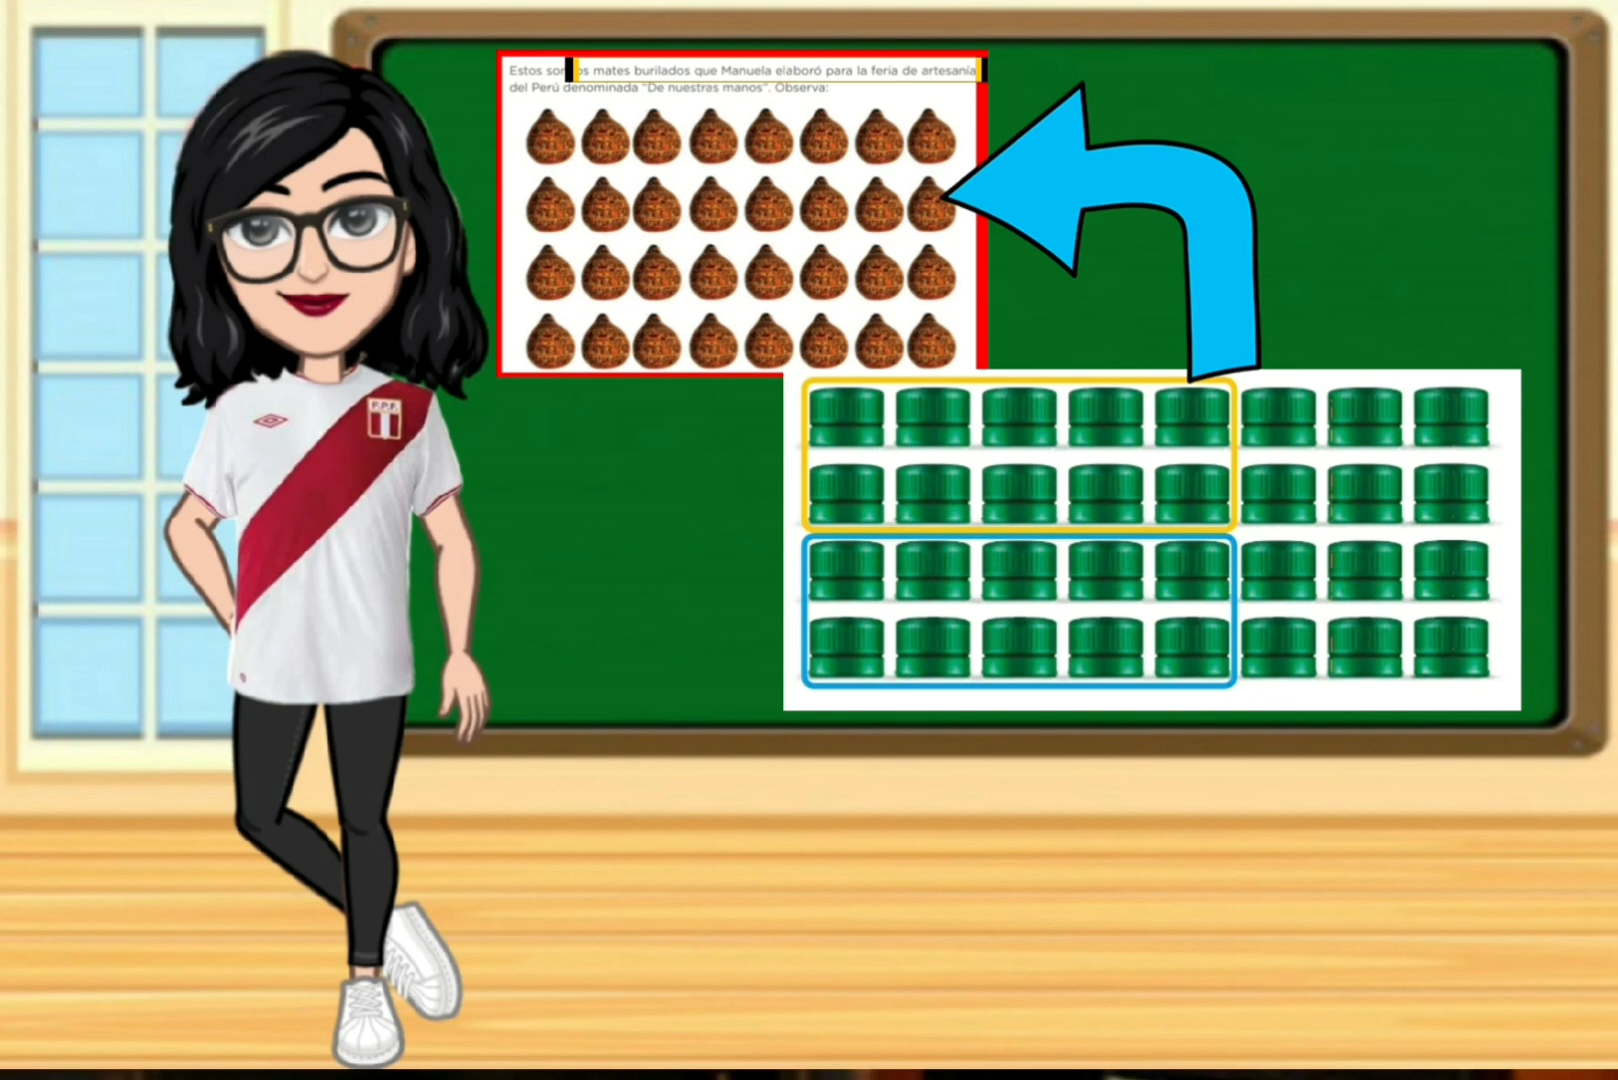 Estos son los mates burilados que Manuela elaboró para la feria de artesanía
del Perú denominada "De nuestras manos". Observa:
F.P.F.